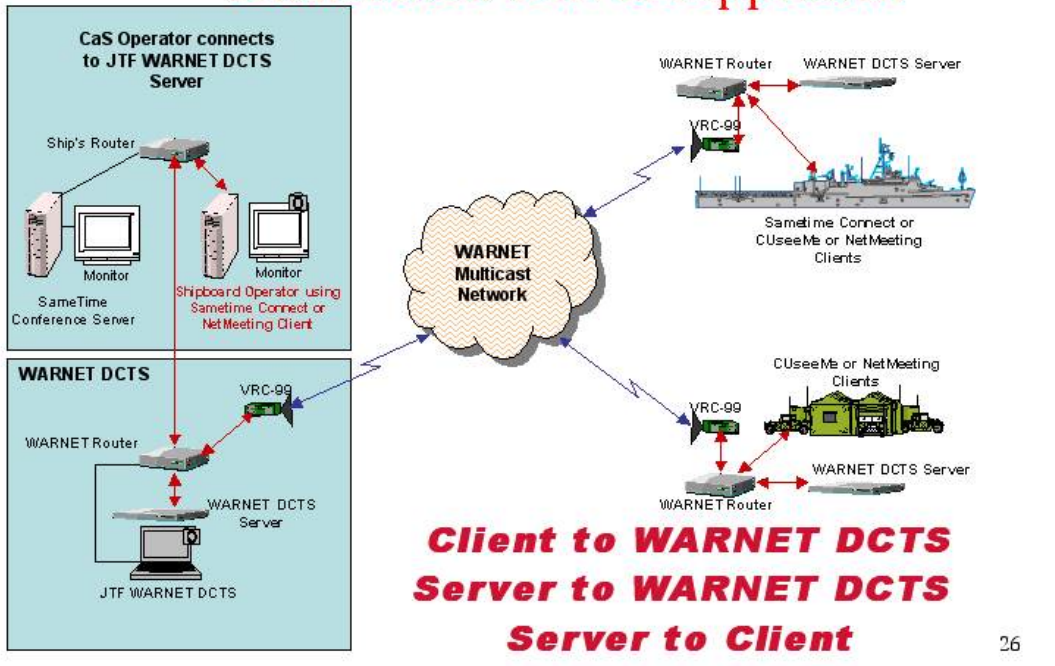 CaS Operator connects
to JTF WARNET DCTS
Server
Ship's Router
Monitor
Monitor
SameTime
Conference Server
Shipboard Operator using
Sametime Connect or
NetMeeting Client
WARNET DCTS
VRC-99
WARNET Router
WARNET DCTS
Server
JTF WARNET DCTS
WARNET
Multicast
Network
WARNET Router
WARNET DCTS Server
VRC-99
Sametime Connect or
CUseeMe or NetMeeting
Clients
CUseeMe or NetMeeting
Clients
VRC-99
WARNET DCTS Server
WARNET Router
Client to WARNET DCTS
Server to WARNET DCTS
Server to Client
26